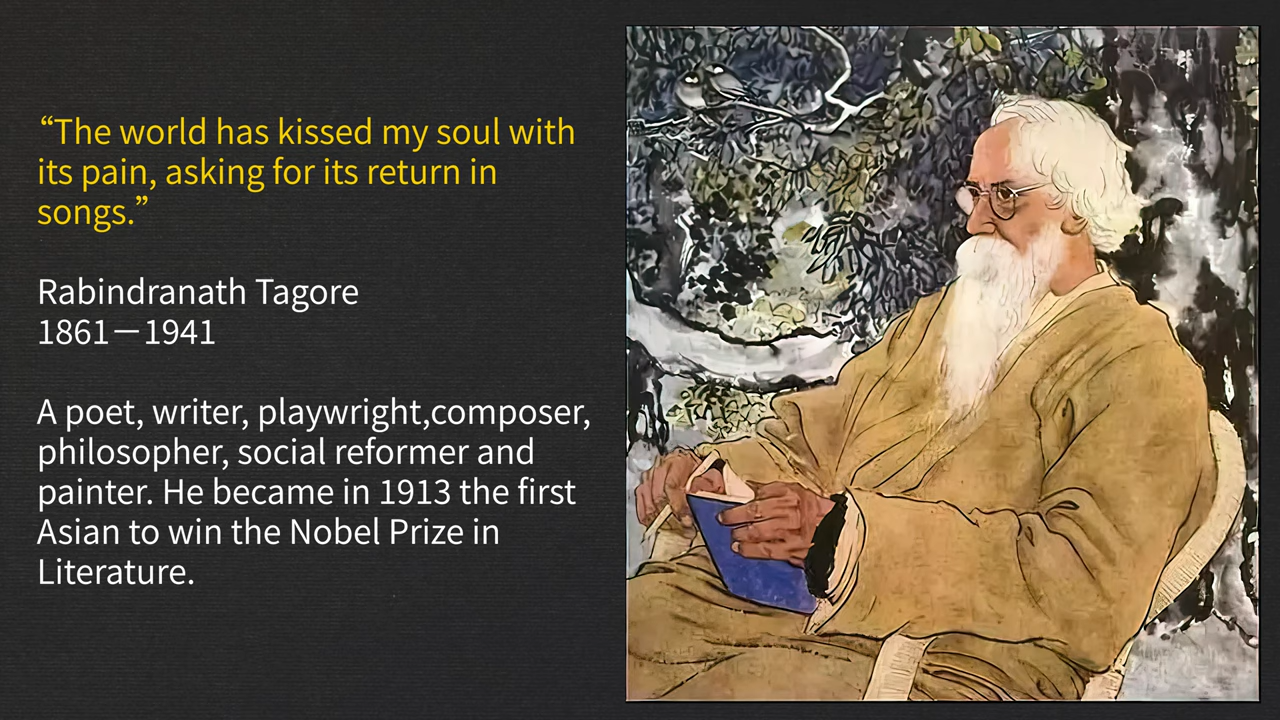 “The world has kissed my soul with
its pain, asking for its return in
songs.”
Rabindranath Tagore
1861—1941
A poet, writer, playwright,composer,
philosopher, social reformer and
painter. He became in 1913 the first
Asian to win the Nobel Prize in
Literature.